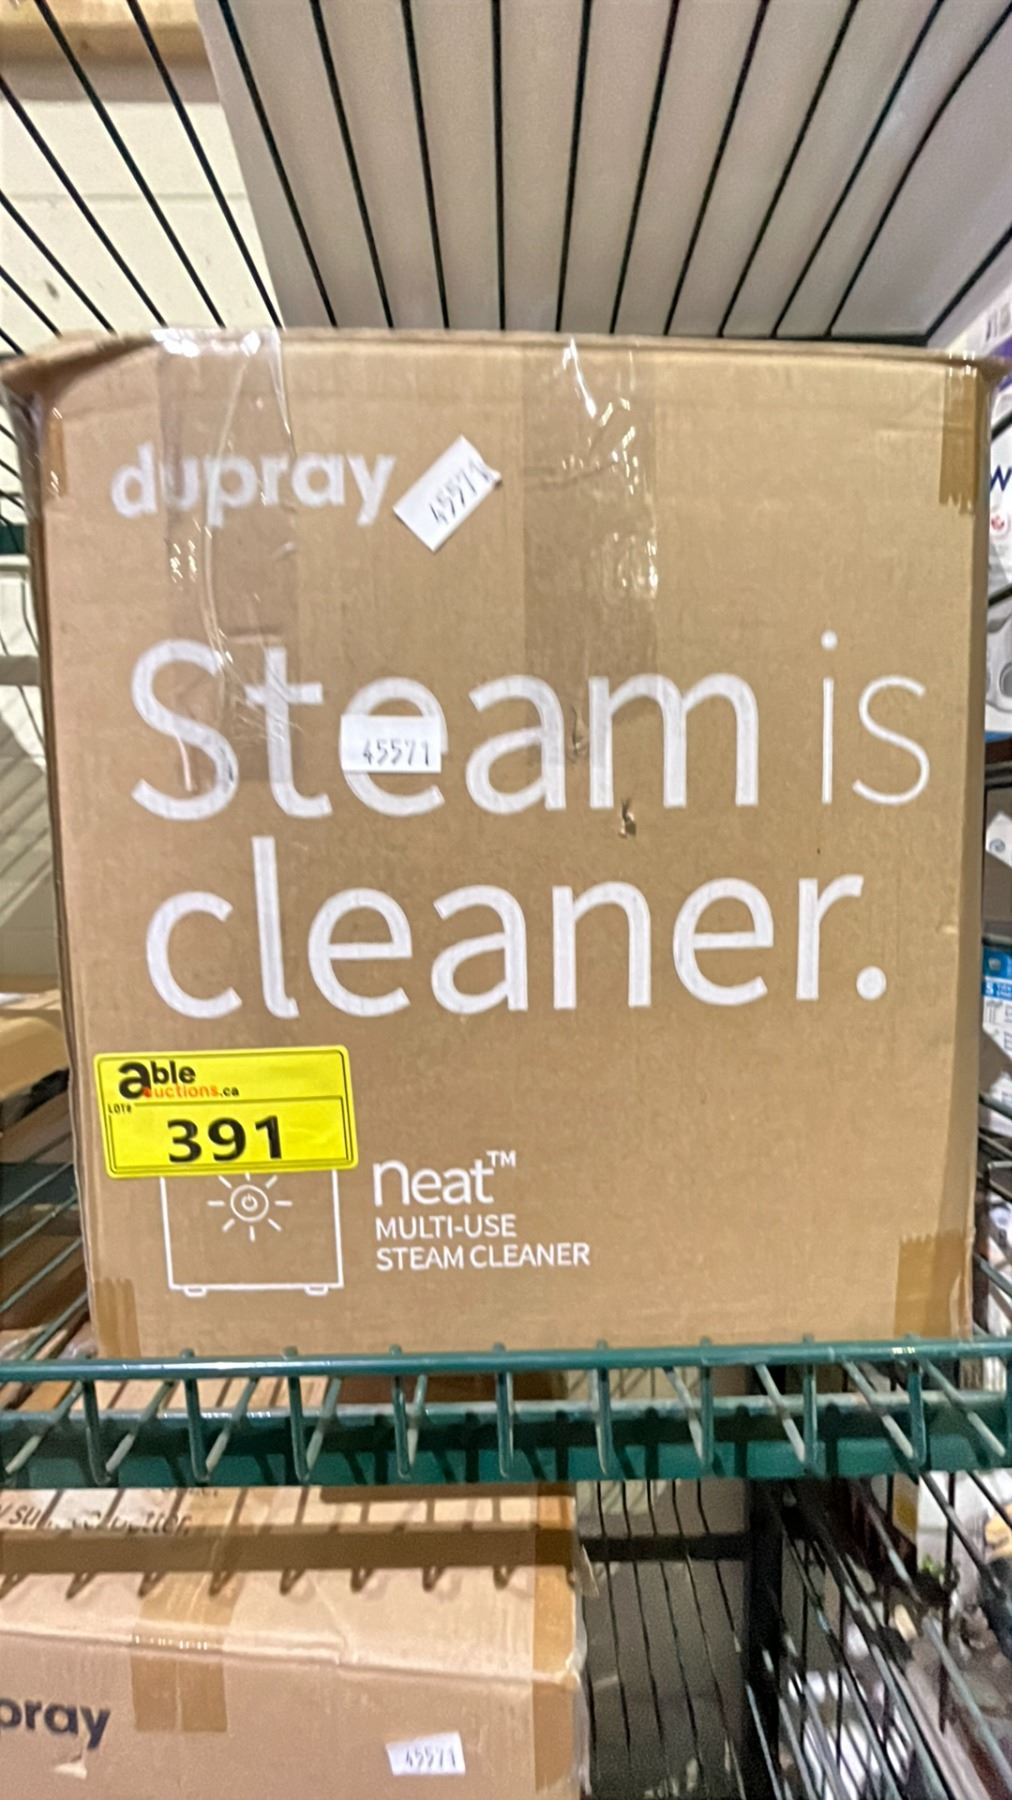 dupray
45571
Steam is
45571
cleaner.
able
auctions.ca
LOT#
391
neat™
MULTI-USE
STEAM CLEANER
pray
45571